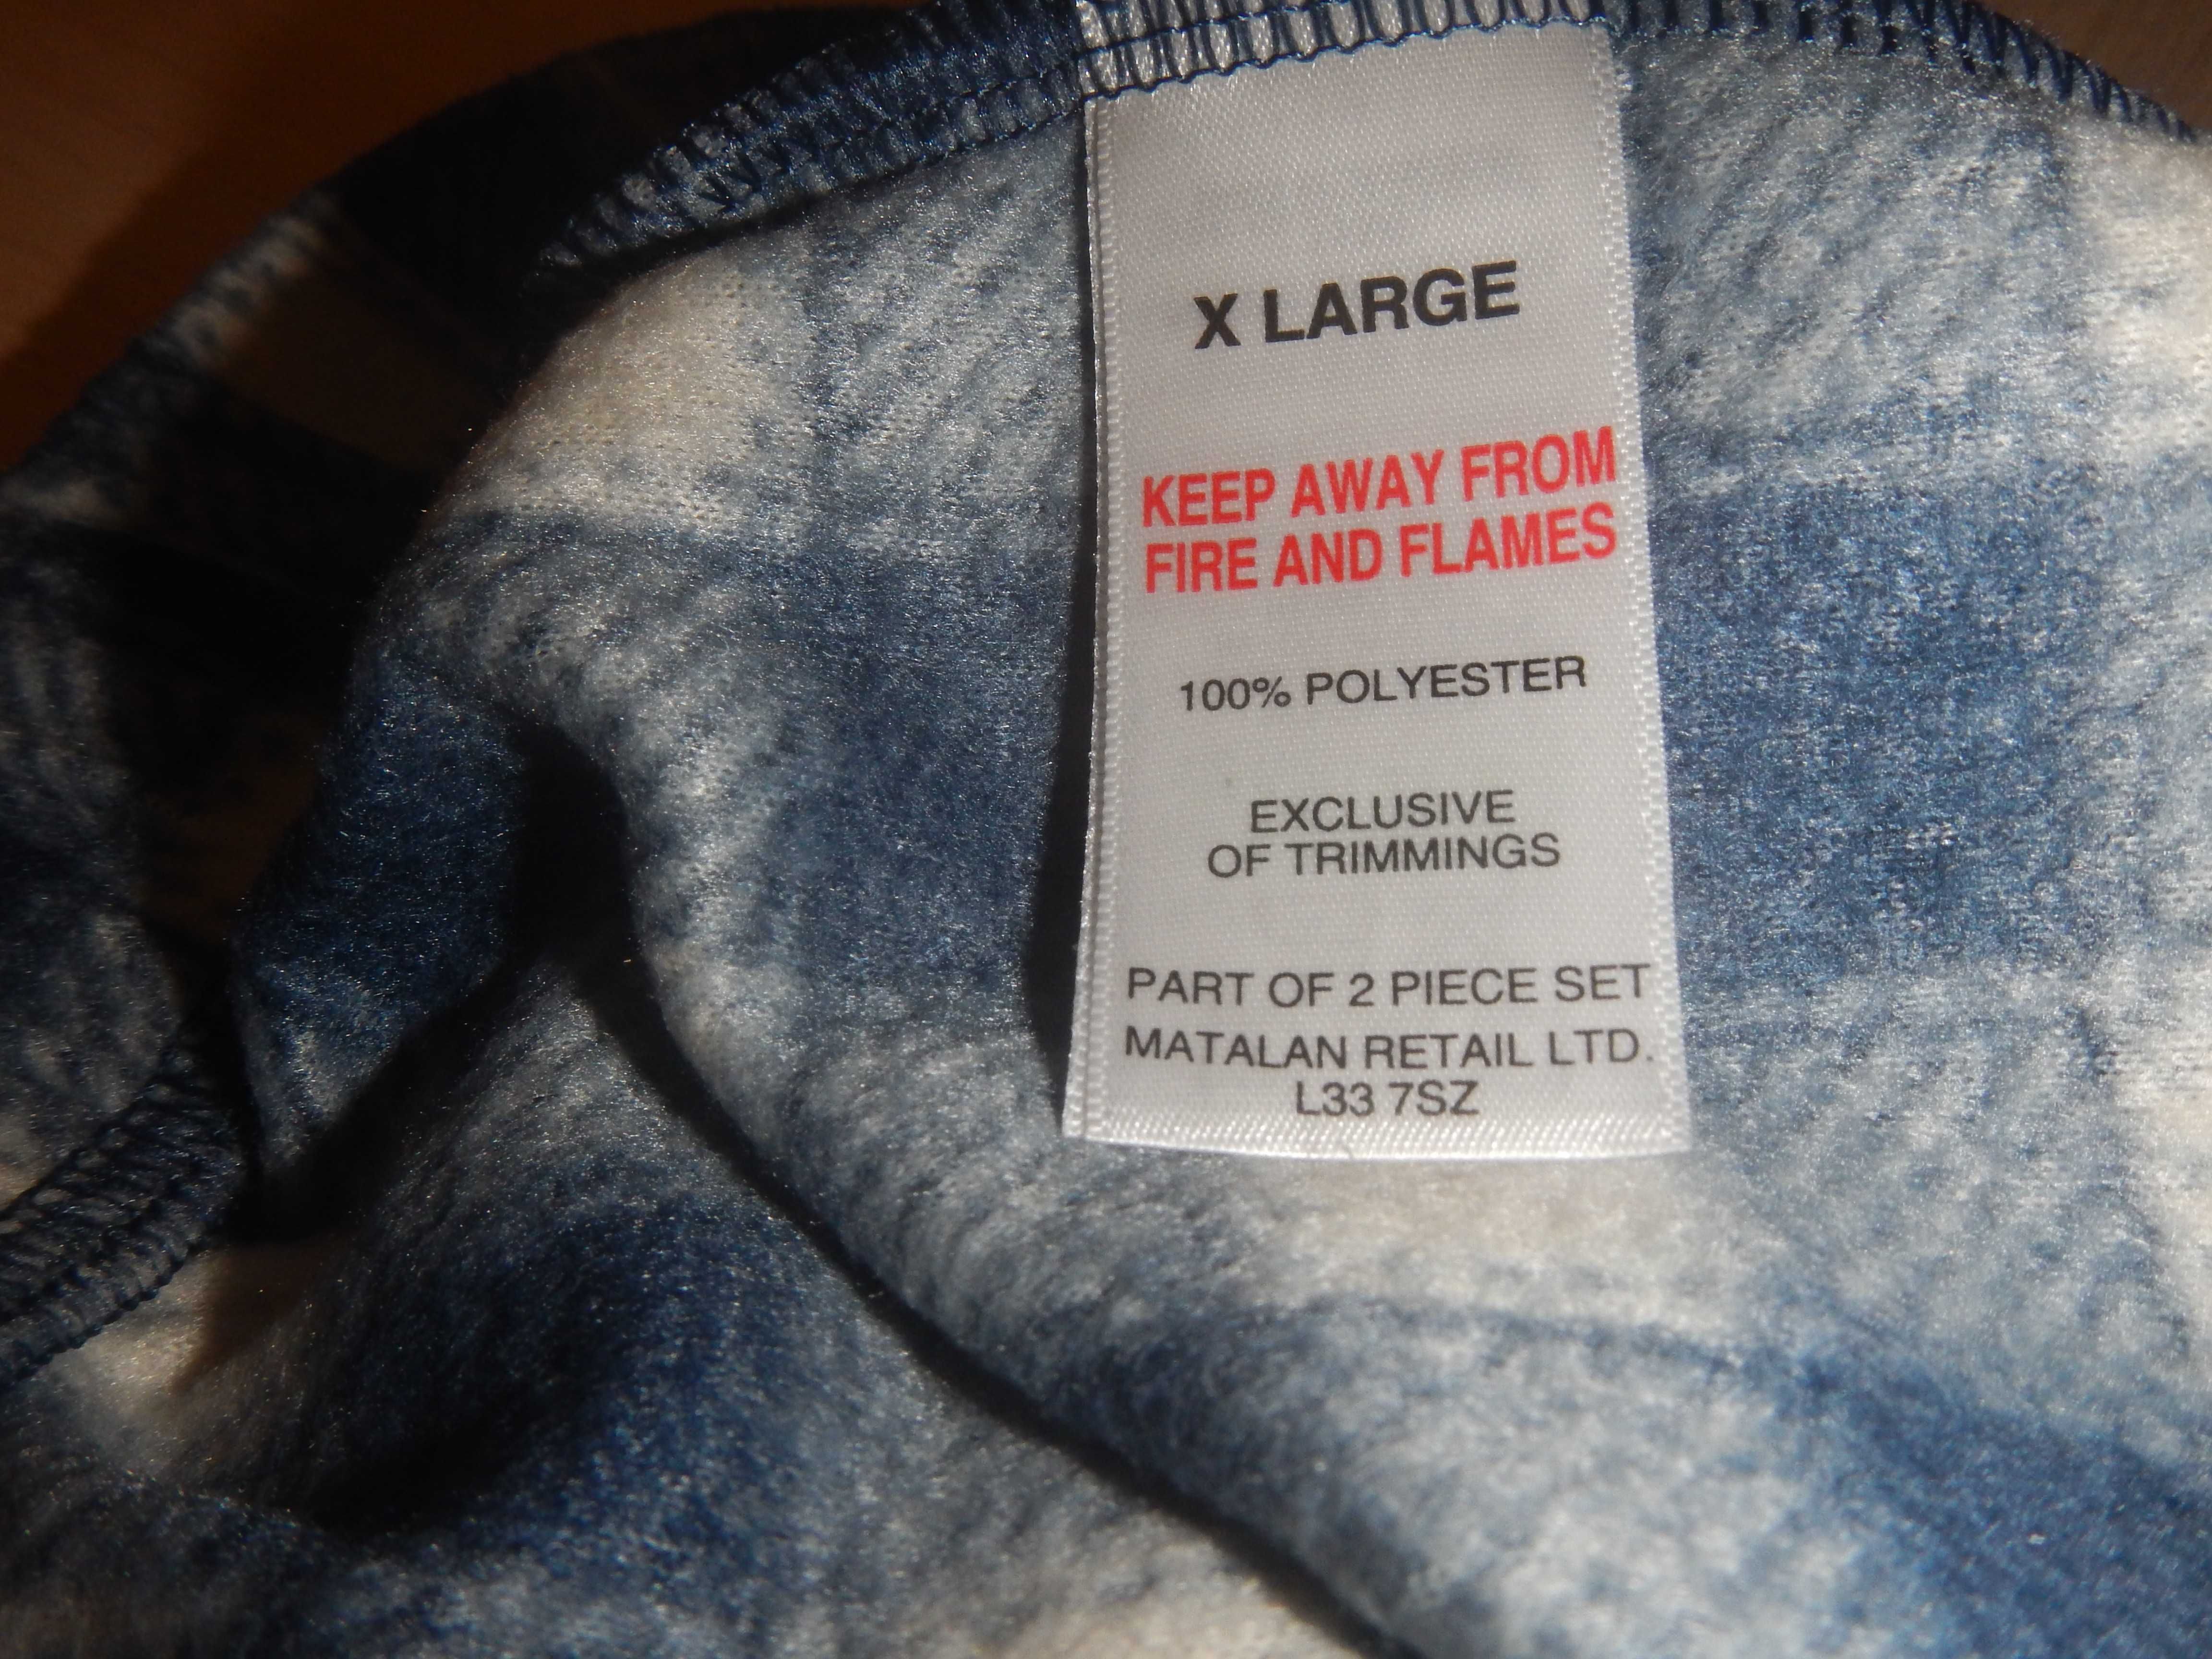 X LARGE
KEEP AWAY FROM
FIRE AND FLAMES
100% POLYESTER
EXCLUSIVE
OF TRIMMINGS
PART OF 2 PIECE SET
MATALAN RETAIL LTD.
L33 7SZ